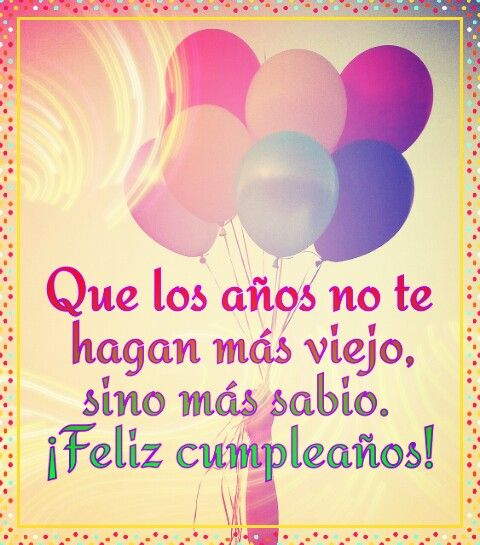 Que los años no te
hagan más viejo,
sino más sabio.
¡Feliz cumpleaños!